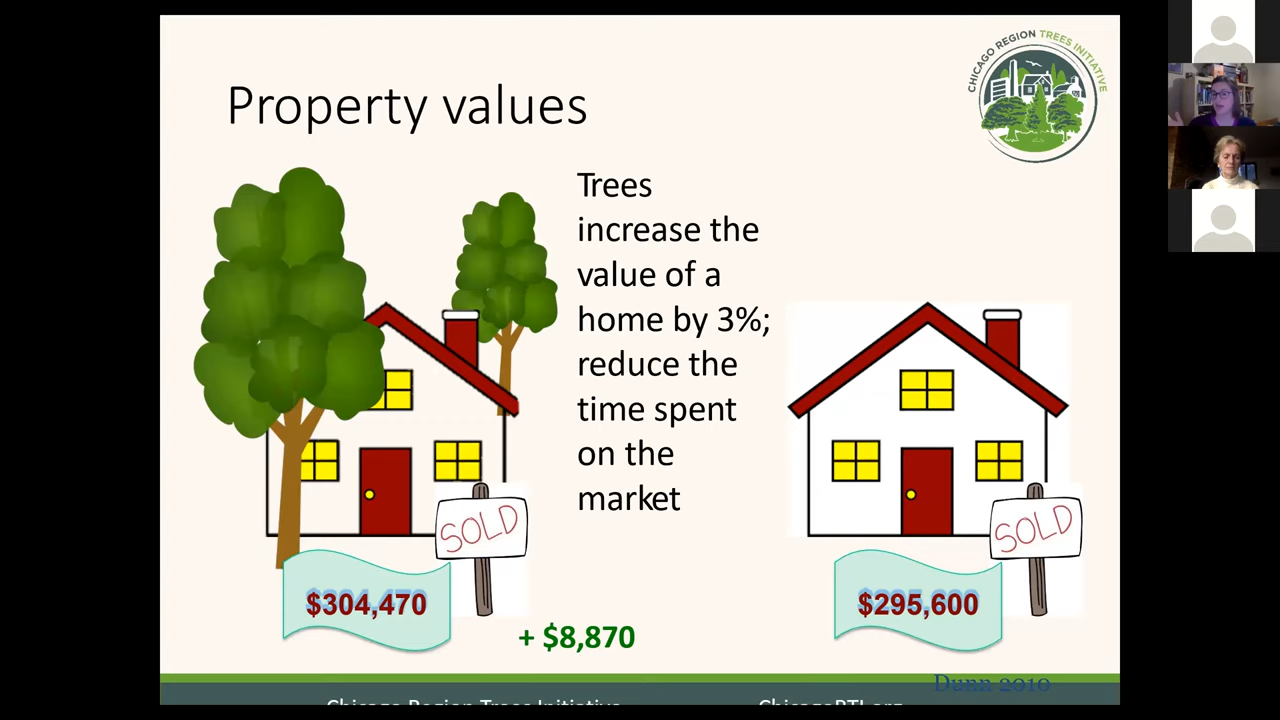 CHICAGO REGION TREES INITIATIVE
Property values
Trees
increase the
value of a
home by 3%;
reduce the
time spent
on the
market
SOLD
SOLD
$304,470
$295,600
+ $8,870
Dunn 2010
Chicago Region Trees Initiative
ChicagoRTI.org